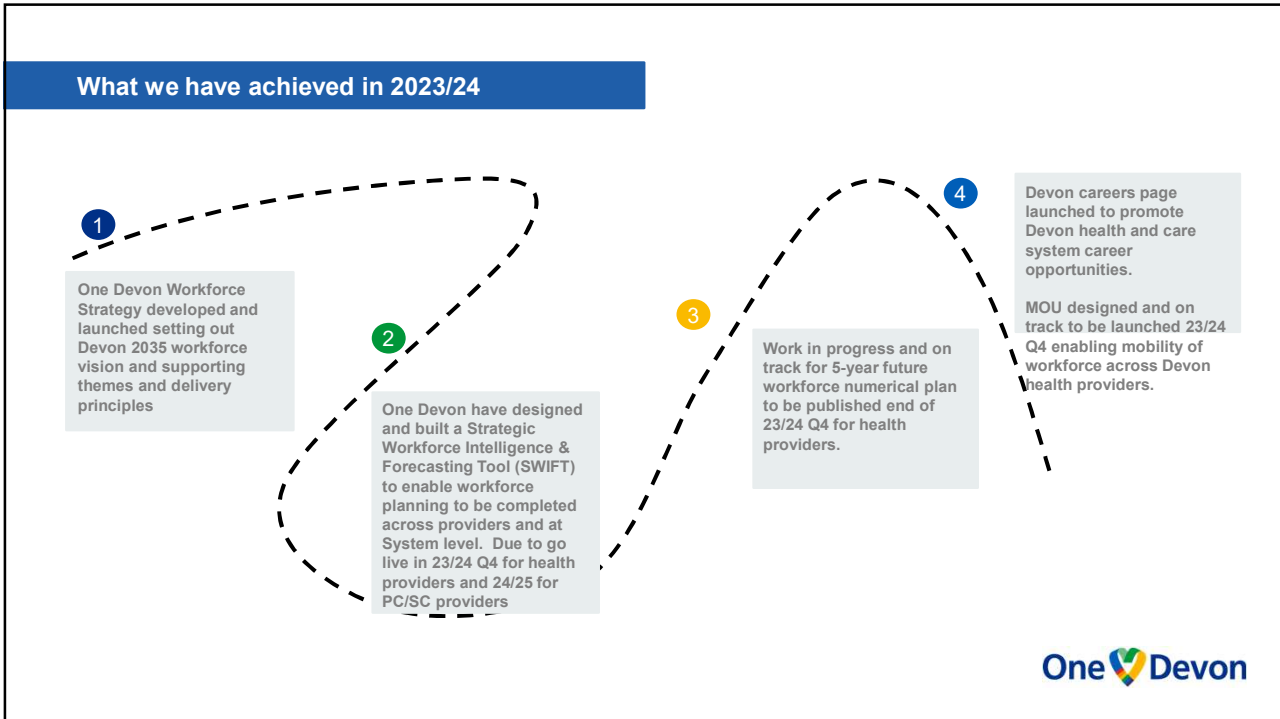 What we have achieved in 2023/24
1
One Devon Workforce
Strategy developed and
launched setting out
Devon 2035 workforce
vision and supporting
themes and delivery
principles
2
One Devon have designed
and built a Strategic
Workforce Intelligence &
Forecasting Tool (SWIFT)
to enable workforce
planning to be completed
across providers and at
System level.  Due to go
live in 23/24 Q4 for health
providers and 24/25 for
PC/SC providers
3
Work in progress and on
track for 5-year future
workforce numerical plan
to be published end of
23/24 Q4 for health
providers.
4
Devon careers page
launched to promote
Devon health and care
system career
opportunities.
MOU designed and on
track to be launched 23/24
Q4 enabling mobility of
workforce across Devon
health providers.
One Devon